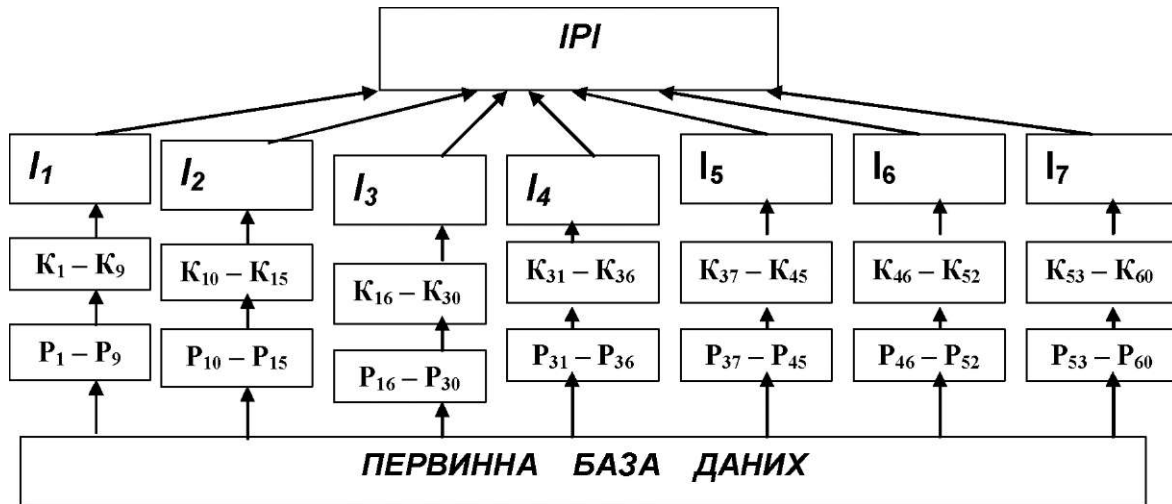 IPI
I₁ I₂ I₃ I₄ I₅ I₆ I₇
К₁ – К₉ К₁₀ – К₁₅ К₁₆ – К₃₀ К₃₁ – К₃₆ К₃₇ – К₄₅ К₄₆ – К₅₂ К₅₃ – К₆₀
Р₁ – Р₉ Р₁₀ – Р₁₅ Р₁₆ – Р₃₀ Р₃₁ – Р₃₆ Р₃₇ – Р₄₅ Р₄₆ – Р₅₂ Р₅₃ – Р₆₀
ПЕРВИННА БАЗА ДАНИХ